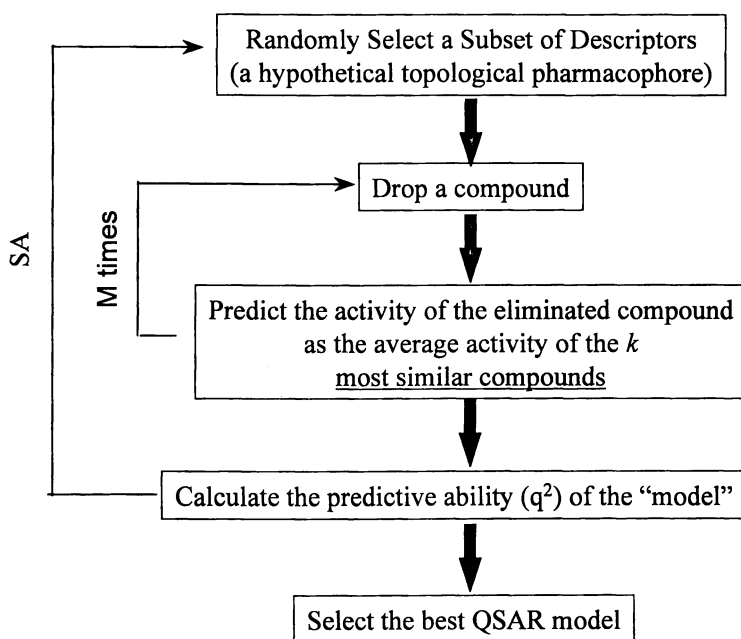 Randomly Select a Subset of Descriptors
(a hypothetical topological pharmacophore)
Drop a compound
Predict the activity of the eliminated compound
as the average activity of the k
most similar compounds
Calculate the predictive ability (q²) of the “model”
Select the best QSAR model
SA
M times